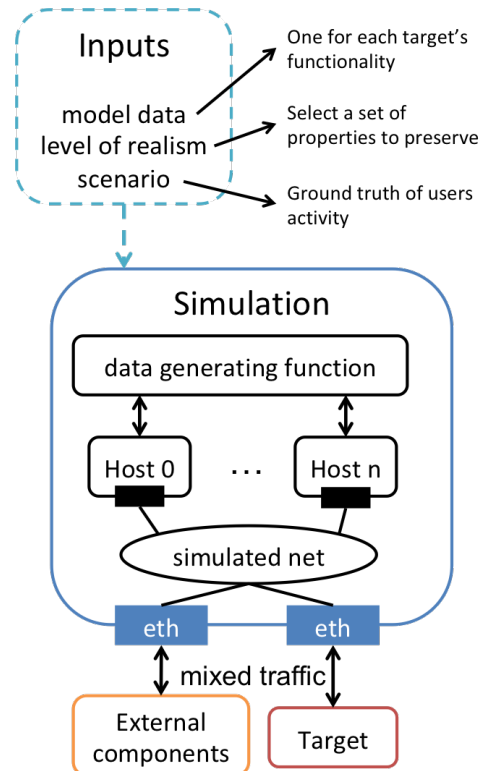 Inputs
model data
level of realism
scenario
One for each target's
functionality
Select a set of
properties to preserve
Ground truth of users
activity
Simulation
data generating function
Host 0
...
Host n
simulated net
eth
eth
mixed traffic
External
components
Target